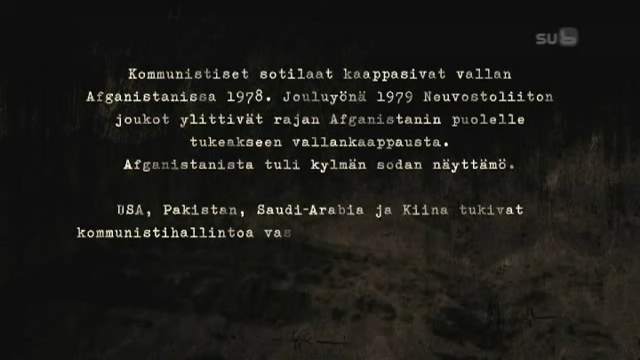 sub
Kommunistiset sotilaat kaappasivat vallan
Afganistanissa 1978. Jouluyönä 1979 Neuvostoliiton
joukot ylittivät rajan Afganistanin puolelle
tukeakseen vallankaappausta.
Afganistanista tuli kylmän sodan näyttämö.
USA, Pakistan, Saudi-Arabia ja Kiina tukivat
kommunistihallintoa vas